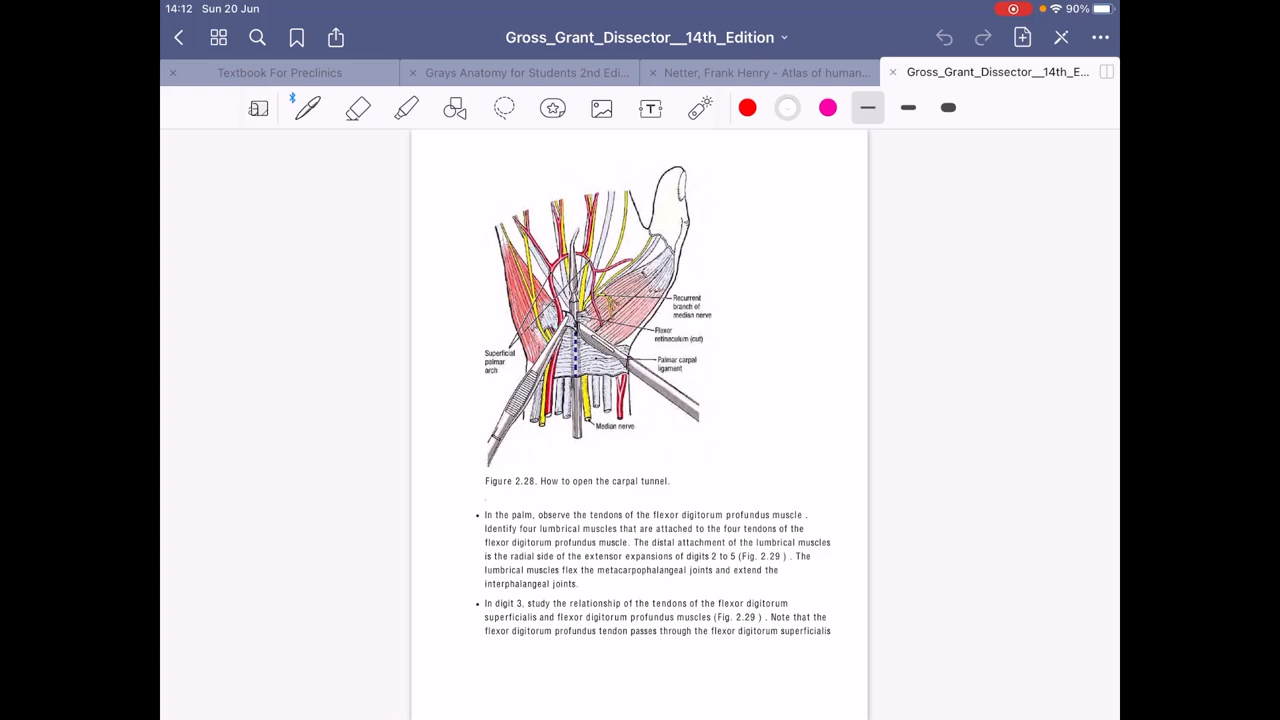 14:12 Sun 20 Jun
90%
Gross_Grant_Dissector__14th_Edition
Textbook For Preclinics
Grays Anatomy for Students 2nd Edi...
Netter, Frank Henry - Atlas of human...
Gross_Grant_Dissector__14th_E...
T
Recurrent
branch of
median nerve
Flexor
retinaculum (cut)
Superficial
palmar
arch
Palmar carpal
ligament
Median nerve
Figure 2.28. How to open the carpal tunnel.
• In the palm, observe the tendons of the flexor digitorum profundus muscle .
Identify four lumbrical muscles that are attached to the four tendons of the
flexor digitorum profundus muscle. The distal attachment of the lumbrical muscles
is the radial side of the extensor expansions of digits 2 to 5 (Fig. 2.29 ) . The
lumbrical muscles flex the metacarpophalangeal joints and extend the
interphalangeal joints.
• In digit 3, study the relationship of the tendons of the flexor digitorum
superficialis and flexor digitorum profundus muscles (Fig. 2.29 ) . Note that the
flexor digitorum profundus tendon passes through the flexor digitorum superficialis